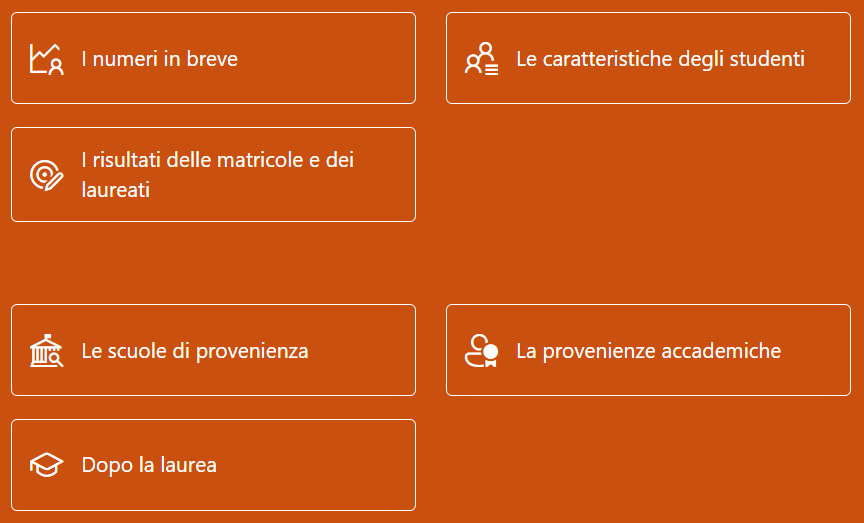 I numeri in breve
Le caratteristiche degli studenti
I risultati delle matricole e dei
laureati
Le scuole di provenienza
La provenienze accademiche
Dopo la laurea